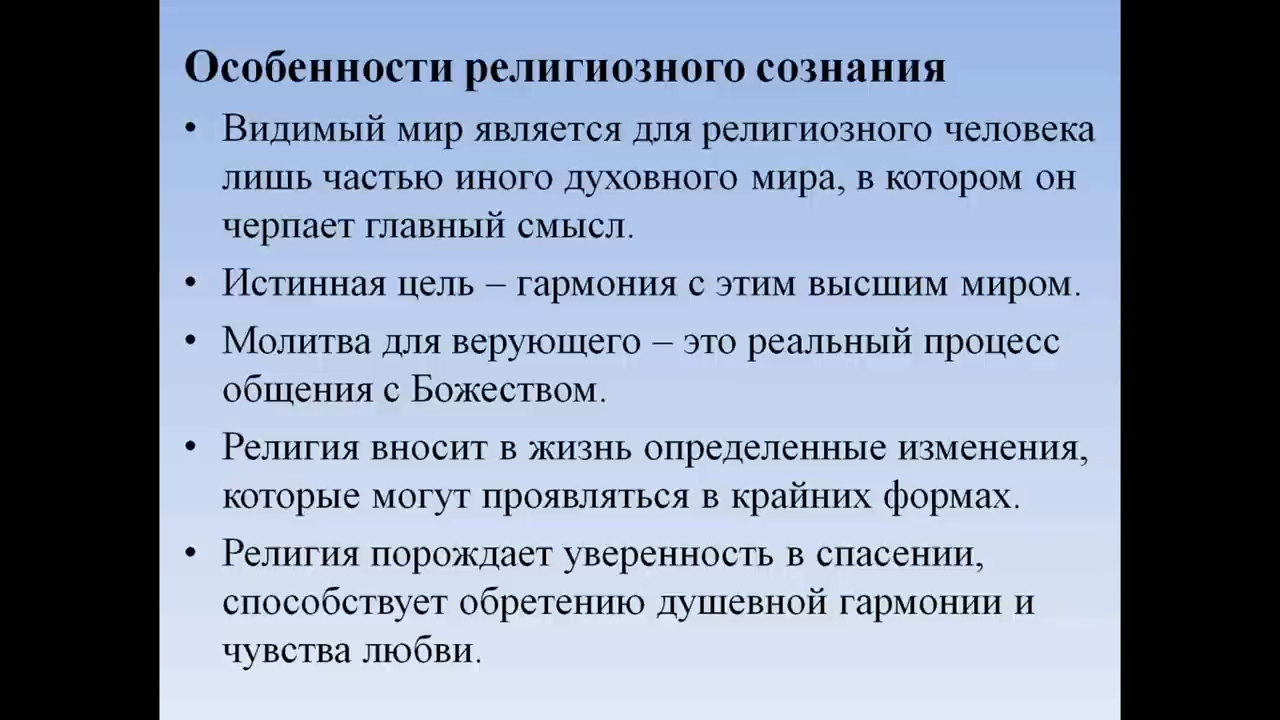 Особенности религиозного сознания
• Видимый мир является для религиозного человека
лишь частью иного духовного мира, в котором он
черпает главный смысл.
• Истинная цель – гармония с этим высшим миром.
• Молитва для верующего – это реальный процесс
общения с Божеством.
• Религия вносит в жизнь определенные изменения,
которые могут проявляться в крайних формах.
• Религия порождает уверенность в спасении,
способствует обретению душевной гармонии и
чувства любви.